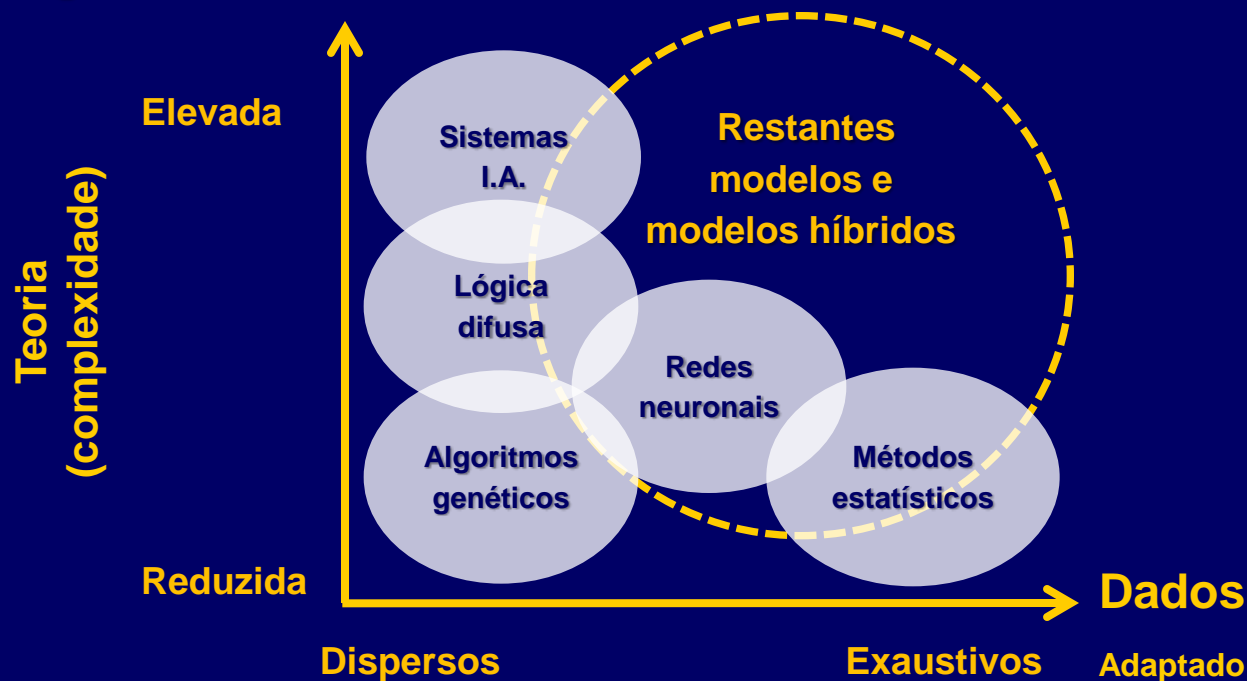 Elevada
Sistemas
I.A.
Restantes
modelos e
modelos híbridos
Teoria
(complexidade)
Lógica
difusa
Redes
neuronais
Algoritmos
genéticos
Métodos
estatísticos
Reduzida
Dados
Dispersos
Exaustivos
Adaptado